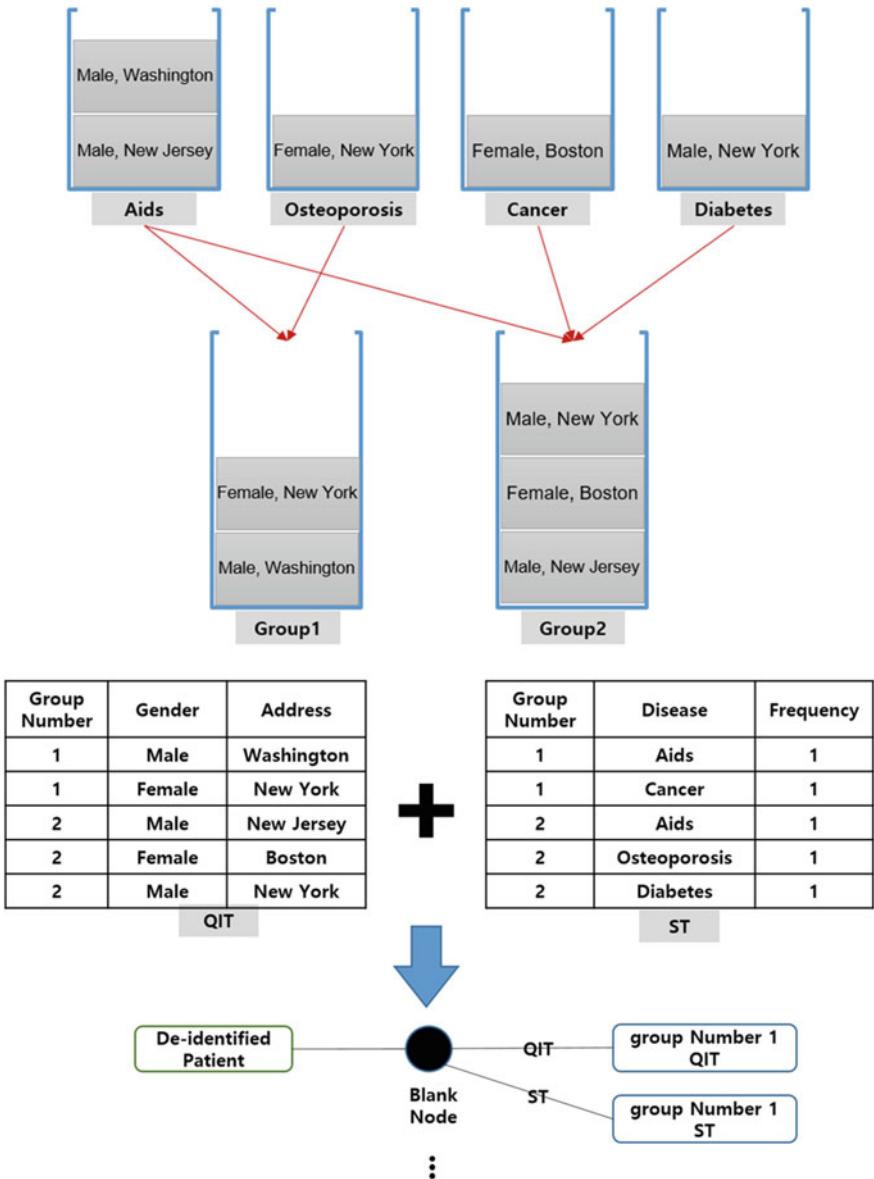 Male, Washington
Male, New Jersey
Female, New York
Female, Boston
Male, New York
Aids
Osteoporosis
Cancer
Diabetes
Female, New York
Male, Washington
Male, New York
Female, Boston
Male, New Jersey
Group1
Group2
Group Number Gender Address
1 Male Washington
1 Female New York
2 Male New Jersey
2 Female Boston
2 Male New York
QIT
Group Number Disease Frequency
1 Aids 1
1 Cancer 1
2 Aids 1
2 Osteoporosis 1
2 Diabetes 1
ST
De-identified
Patient
Blank
Node
QIT
ST
group Number 1
QIT
group Number 1
ST